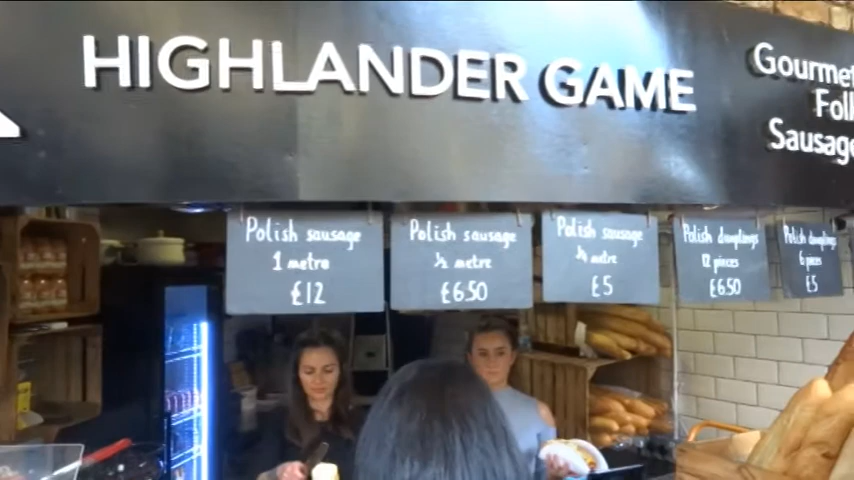 HIGHLANDER GAME
Gourmet
Foll
Sausage
Polish sausage
1 metre
£12
Polish sausage
½ metre
£6.50
Polish sausage
¼ metre
£5
Polish dumplings
12 pieces
£6.50
Polish dumplings
6 pieces
£5